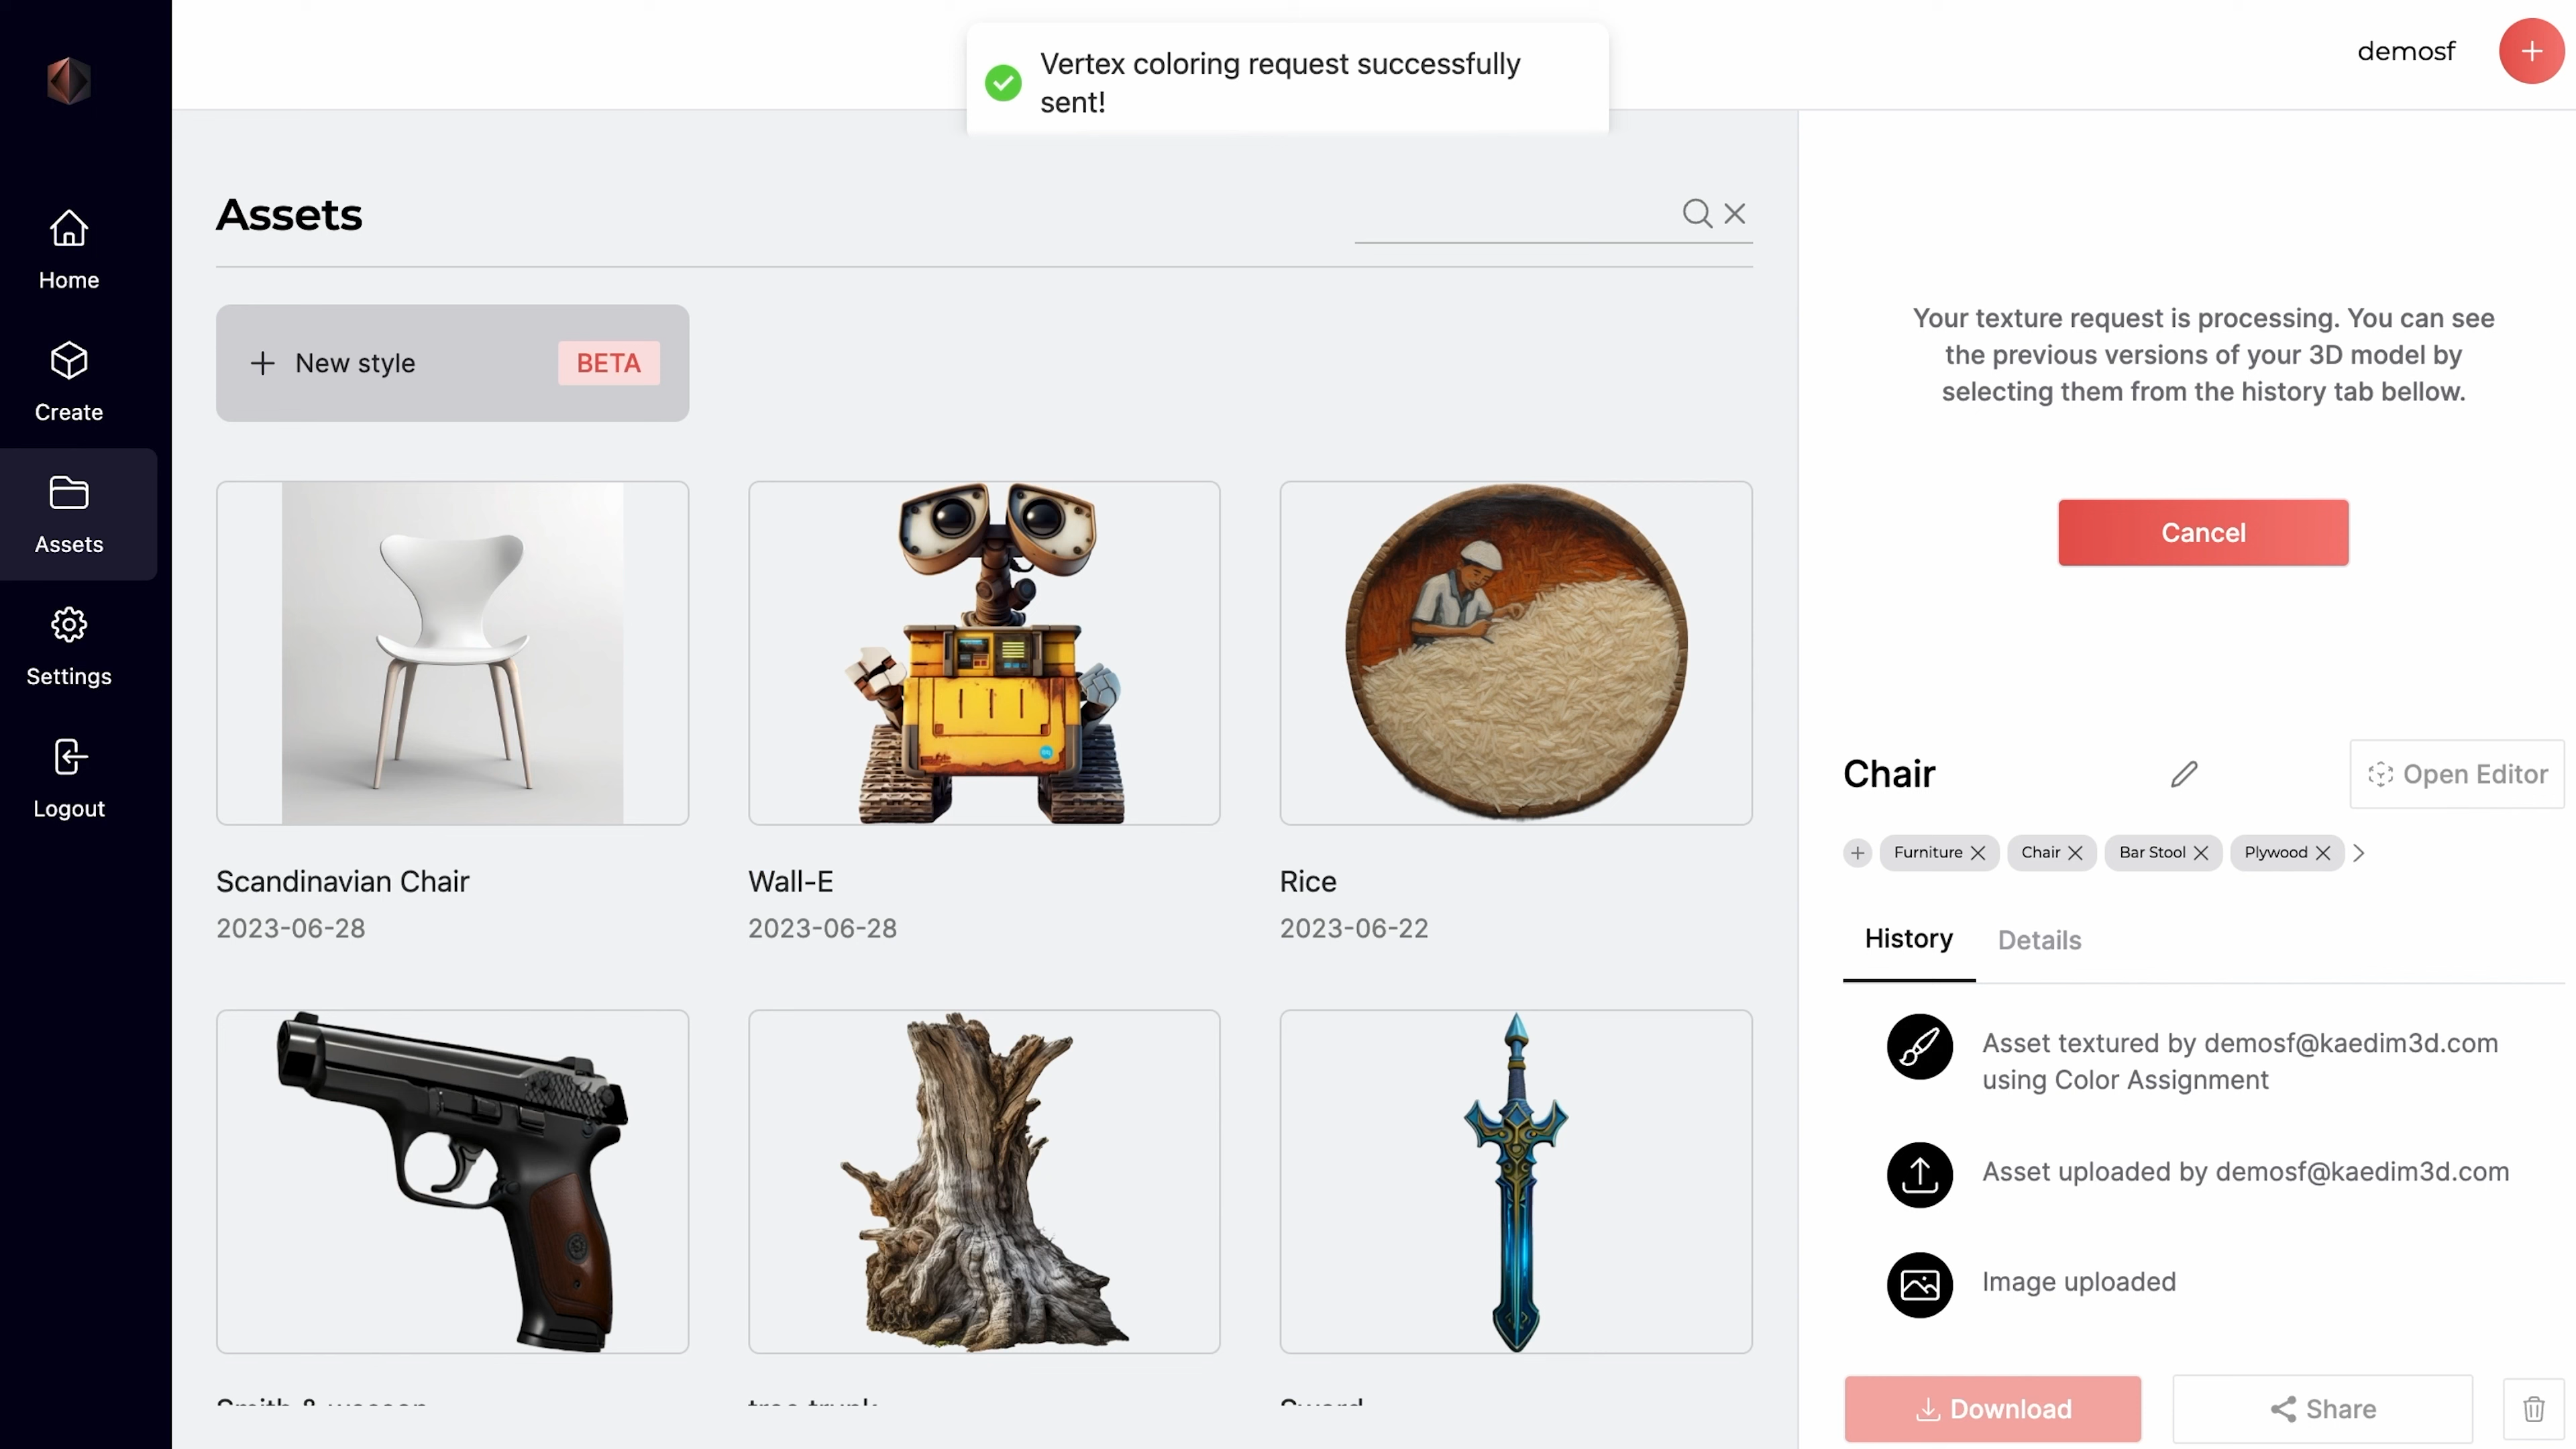 Vertex coloring request successfully
sent!
demosf
Home
Create
Assets
Settings
Logout
Assets
New style
BETA
Scandinavian Chair
2023-06-28
Wall-E
2023-06-28
Rice
2023-06-22
Your texture request is processing. You can see
the previous versions of your 3D model by
selecting them from the history tab bellow.
Cancel
Chair
Open Editor
Furniture
Chair
Bar Stool
Plywood
History
Details
Asset textured by demosf@kaedim3d.com
using Color Assignment
Asset uploaded by demosf@kaedim3d.com
Image uploaded
Download
Share